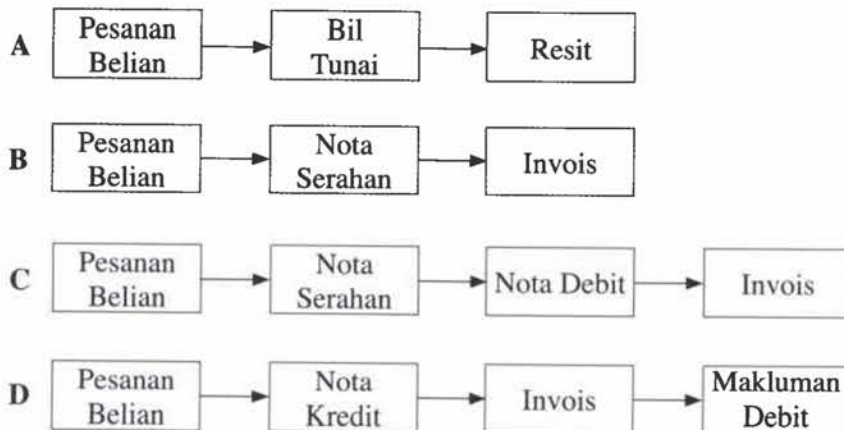 A
Pesanan
Belian
Bil
Tunai
Resit
B
Pesanan
Belian
Nota
Serahan
Invois
C
Pesanan
Belian
Nota
Serahan
Nota Debit
Invois
D
Pesanan
Belian
Nota
Kredit
Invois
Makluman
Debit